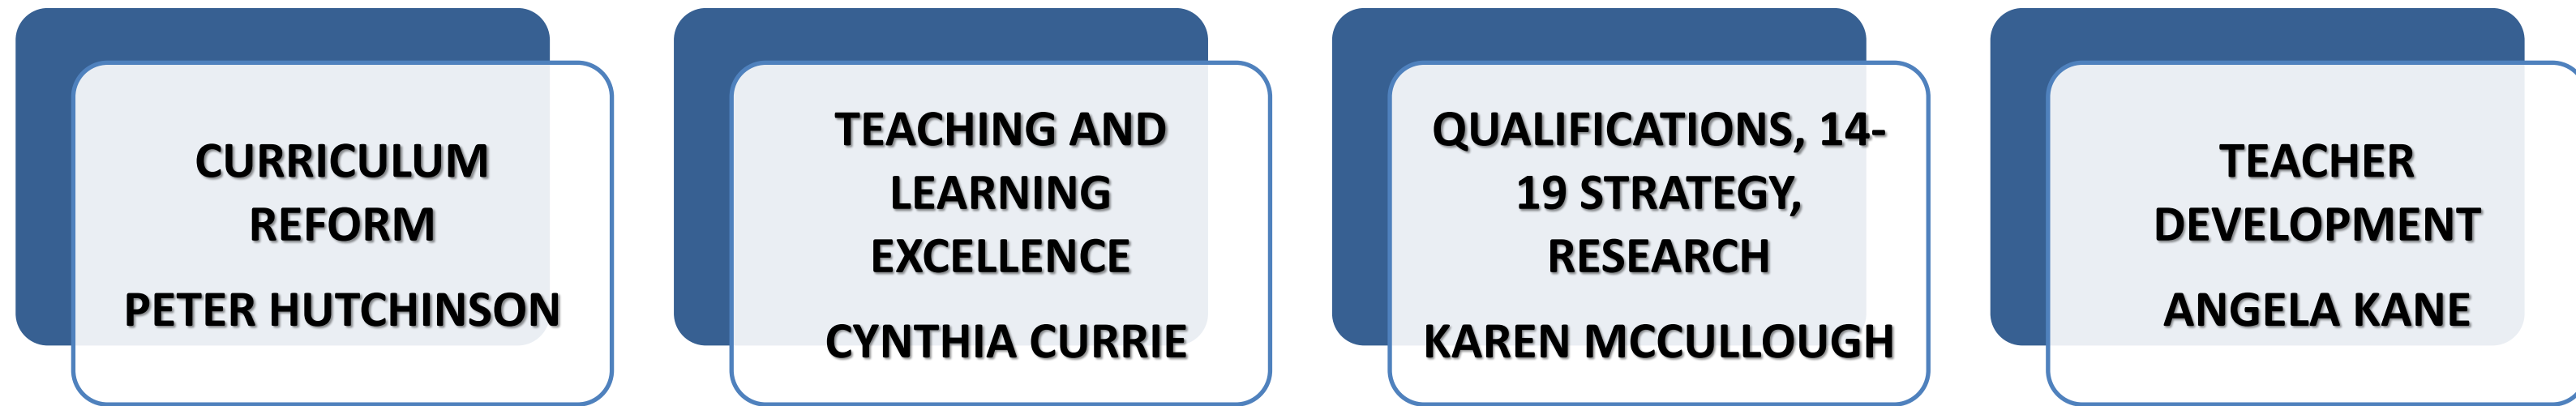 CURRICULUM
REFORM
PETER HUTCHINSON
TEACHING AND
LEARNING
EXCELLENCE
CYNTHIA CURRIE
QUALIFICATIONS, 14-
19 STRATEGY,
RESEARCH
KAREN MCCULLOUGH
TEACHER
DEVELOPMENT
ANGELA KANE